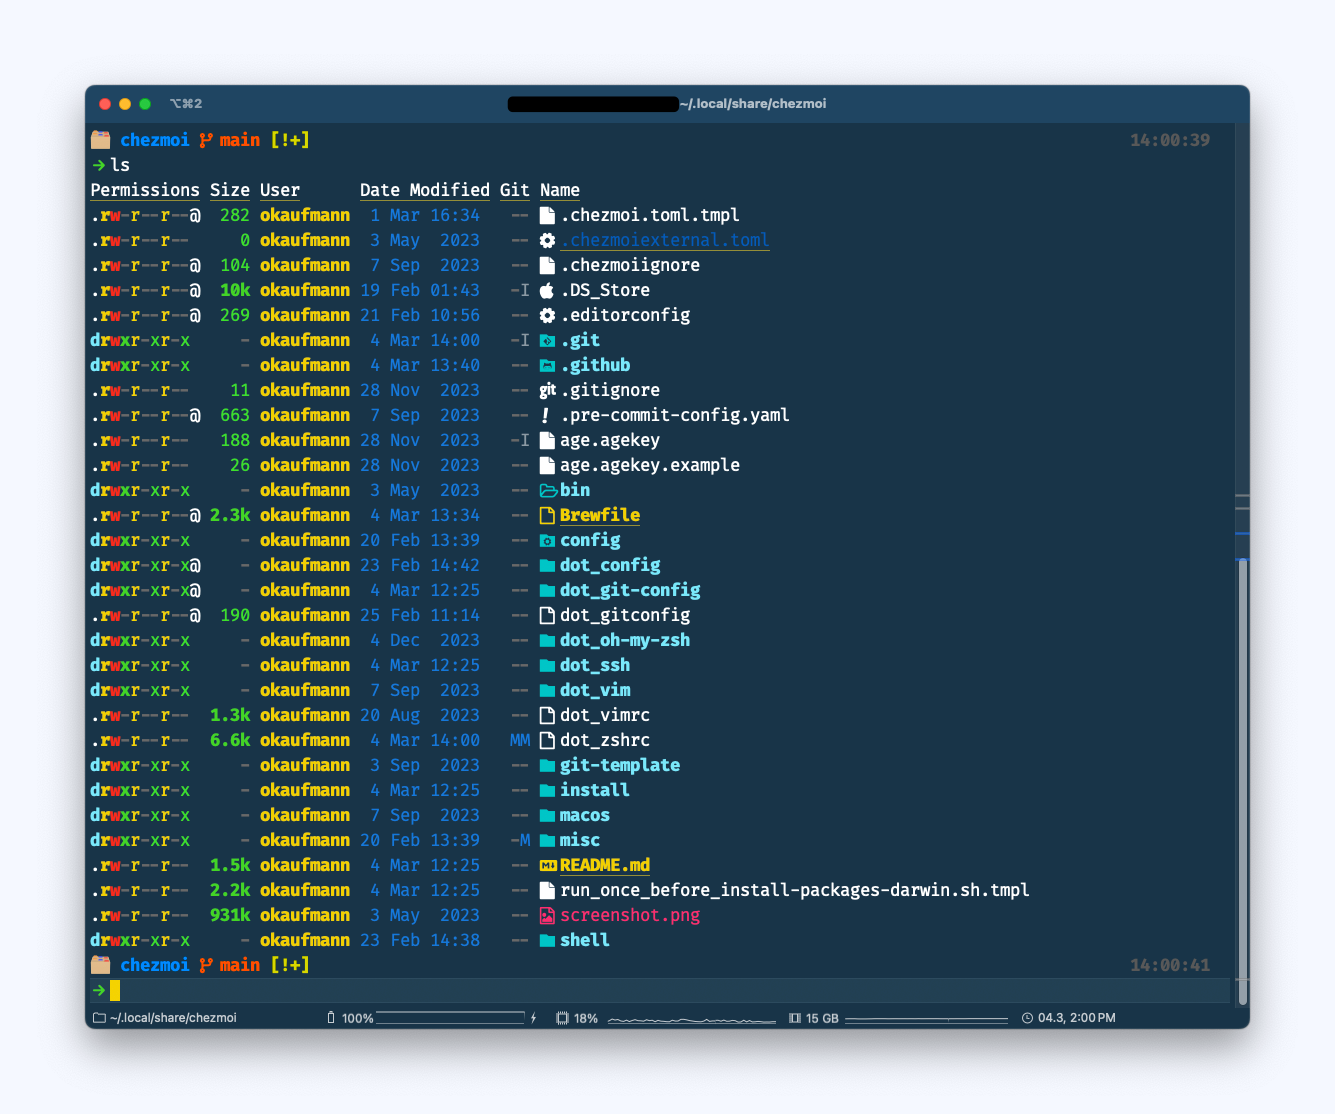 ⌥⌘2 ~/.local/share/chezmoi
chezmoi main [!+] 14:00:39
→ ls
Permissions Size User Date Modified Git Name
.rw-r--r--@ 282 okaufmann 1 Mar 16:34 -- .chezmoi.toml.tmpl
.rw-r--r-- 0 okaufmann 3 May 2023 -- .chezmoiexternal.toml
.rw-r--r--@ 104 okaufmann 7 Sep 2023 -- .chezmoiignore
.rw-r--r--@ 10k okaufmann 19 Feb 01:43 -I .DS_Store
.rw-r--r--@ 269 okaufmann 21 Feb 10:56 -- .editorconfig
drwxr-xr-x - okaufmann 4 Mar 14:00 -I .git
drwxr-xr-x - okaufmann 4 Mar 13:40 -- .github
.rw-r--r-- 11 okaufmann 28 Nov 2023 -- git .gitignore
.rw-r--r--@ 663 okaufmann 7 Sep 2023 -- ! .pre-commit-config.yaml
.rw-r--r-- 188 okaufmann 28 Nov 2023 -I age.agekey
.rw-r--r-- 26 okaufmann 28 Nov 2023 -- age.agekey.example
drwxr-xr-x - okaufmann 3 May 2023 -- bin
.rw-r--r--@ 2.3k okaufmann 4 Mar 13:34 -- Brewfile
drwxr-xr-x - okaufmann 20 Feb 13:39 -- config
drwxr-xr-x@ - okaufmann 23 Feb 14:42 -- dot_config
drwxr-xr-x@ - okaufmann 4 Mar 12:25 -- dot_git-config
.rw-r--r--@ 190 okaufmann 25 Feb 11:14 -- dot_gitconfig
drwxr-xr-x - okaufmann 4 Dec 2023 -- dot_oh-my-zsh
drwxr-xr-x - okaufmann 4 Mar 12:25 -- dot_ssh
drwxr-xr-x - okaufmann 7 Sep 2023 -- dot_vim
.rw-r--r-- 1.3k okaufmann 20 Aug 2023 -- dot_vimrc
.rw-r--r-- 6.6k okaufmann 4 Mar 14:00 MM dot_zshrc
drwxr-xr-x - okaufmann 3 Sep 2023 -- git-template
drwxr-xr-x - okaufmann 4 Mar 12:25 -- install
drwxr-xr-x - okaufmann 7 Sep 2023 -- macos
drwxr-xr-x - okaufmann 20 Feb 13:39 -M misc
.rw-r--r-- 1.5k okaufmann 4 Mar 12:25 -- README.md
.rw-r--r-- 2.2k okaufmann 4 Mar 12:25 -- run_once_before_install-packages-darwin.sh.tmpl
.rw-r--r-- 931k okaufmann 3 May 2023 -- screenshot.png
drwxr-xr-x - okaufmann 23 Feb 14:38 -- shell
chezmoi main [!+] 14:00:41
→
~/.local/share/chezmoi 100% 18% 15 GB 04.3, 2:00 PM